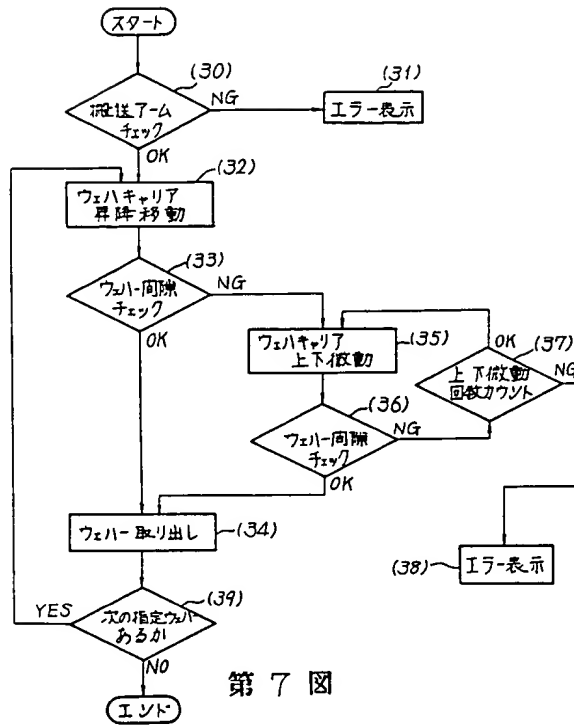 スタート
(30)
搬送アーム
チェック
NG
(31)
エラー表示
OK
(32)
ウェハキャリア
昇降移動
(33)
ウェハー間隙
チェック
NG
OK
ウェハキャリア
上下微動
(35)
OK
(37)
上下微動
回数カウント
NG
(36)
ウェハー間隙
チェック
NG
OK
ウェハー取り出し
(34)
(38)
エラー表示
(39)
YES
次の指定ウェハー
あるか
NO
エンド
第7図